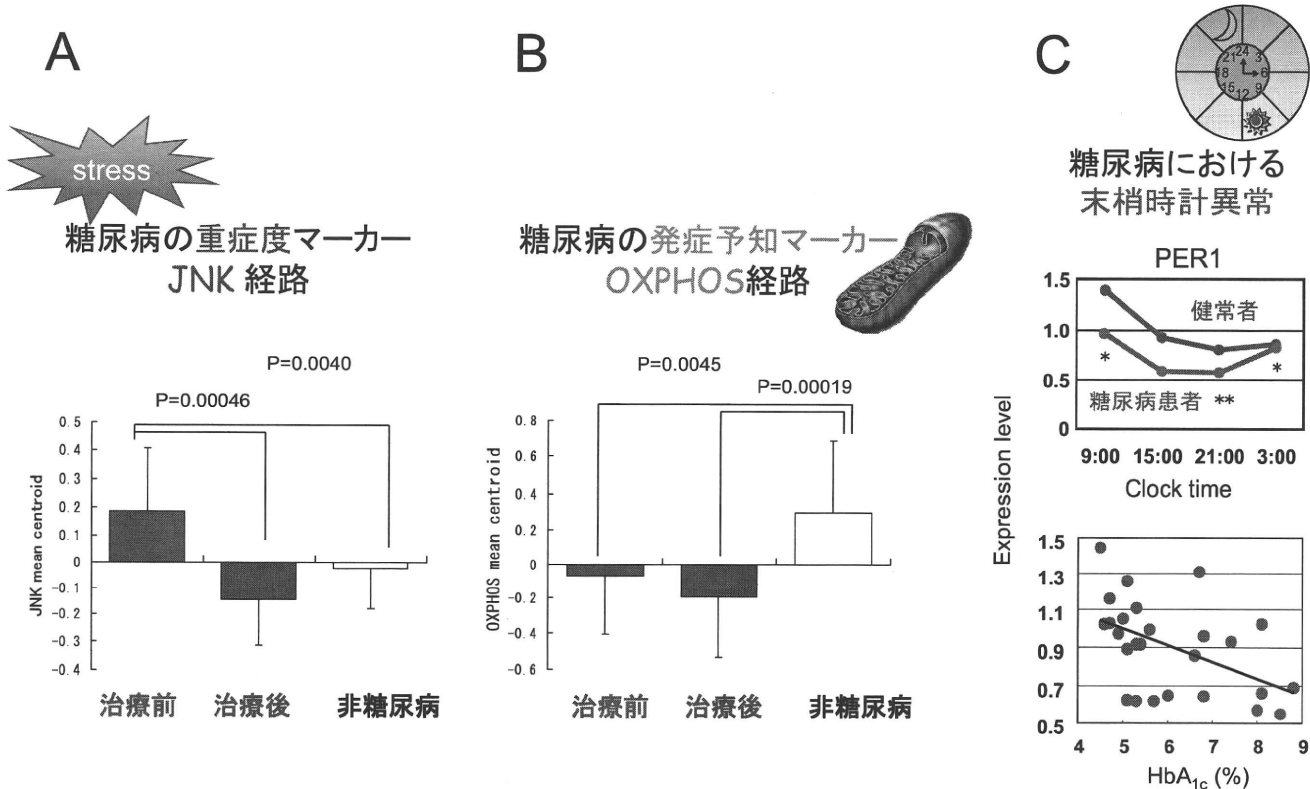 A
stress
糖尿病の重症度マーカー
JNK 経路
P=0.0040
P=0.00046
JNK mean centroid
0.5
0.4
0.3
0.2
0.1
0
-0.1
-0.2
-0.3
-0.4
治療前 治療後 非糖尿病
B
糖尿病の発症予知マーカー
OXPHOS経路
P=0.0045
P=0.00019
OXPHOS mean centroid
0.8
0.6
0.4
0.2
0
-0.2
-0.4
-0.6
治療前 治療後 非糖尿病
C
24
21 3
18 6
15 9
12
糖尿病における
末梢時計異常
PER1
Expression level
1.5
1.0
0.5
0
健常者
* *
糖尿病患者 **
9:00 15:00 21:00 3:00
Clock time
1.5
1.3
1.1
0.9
0.7
0.5
4 5 6 7 8 9
HbA1c (%)